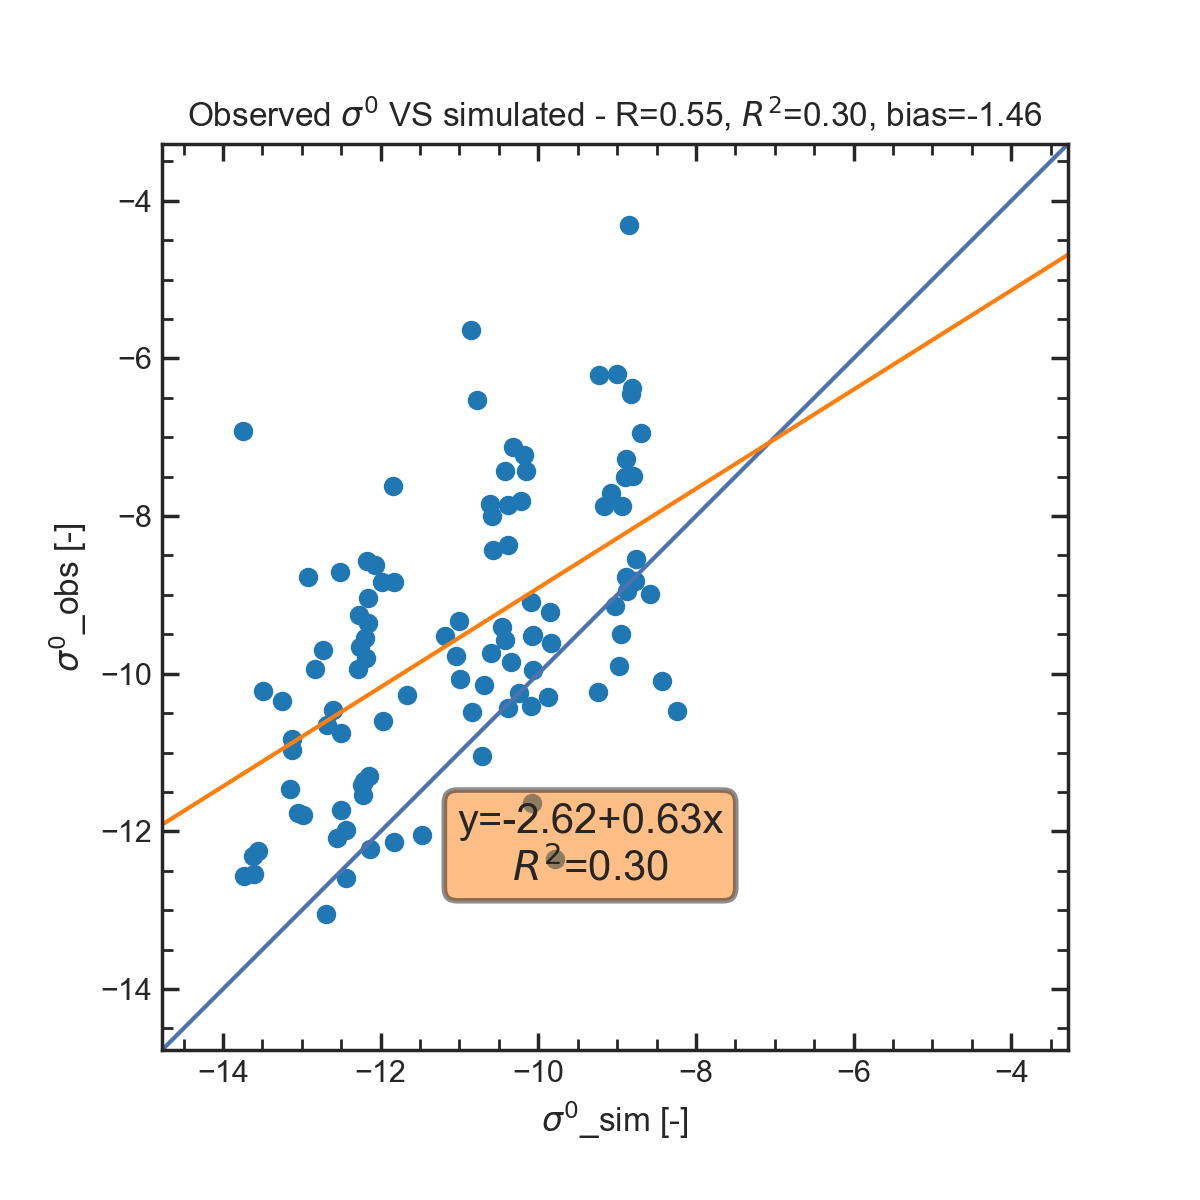 Observed σ⁰ VS simulated - R=0.55, R²=0.30, bias=-1.46
−4
−6
−8
−10
−12
−14
σ⁰_obs [-]
y=-2.62+0.63x
R²=0.30
−14 −12 −10 −8 −6 −4
σ⁰_sim [-]